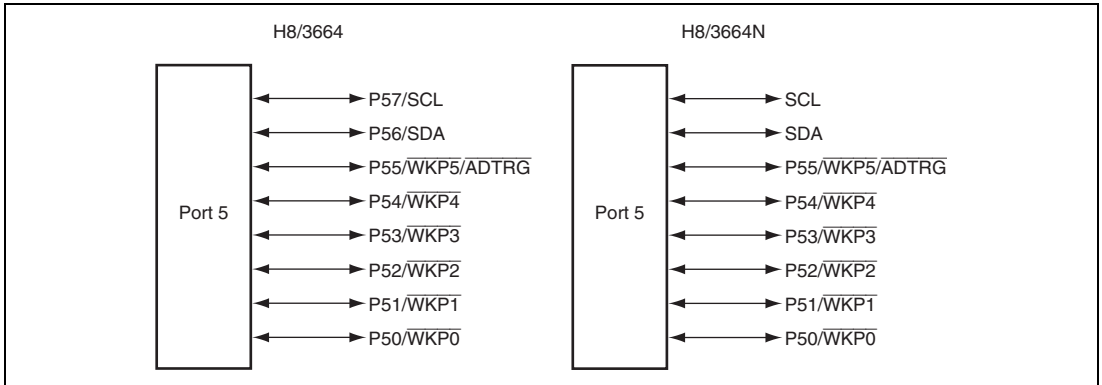 H8/3664
P57/SCL
P56/SDA
P55/WKP5/ADTRG
Port 5
P54/WKP4
P53/WKP3
P52/WKP2
P51/WKP1
P50/WKP0
H8/3664N
SCL
SDA
P55/WKP5/ADTRG
Port 5
P54/WKP4
P53/WKP3
P52/WKP2
P51/WKP1
P50/WKP0